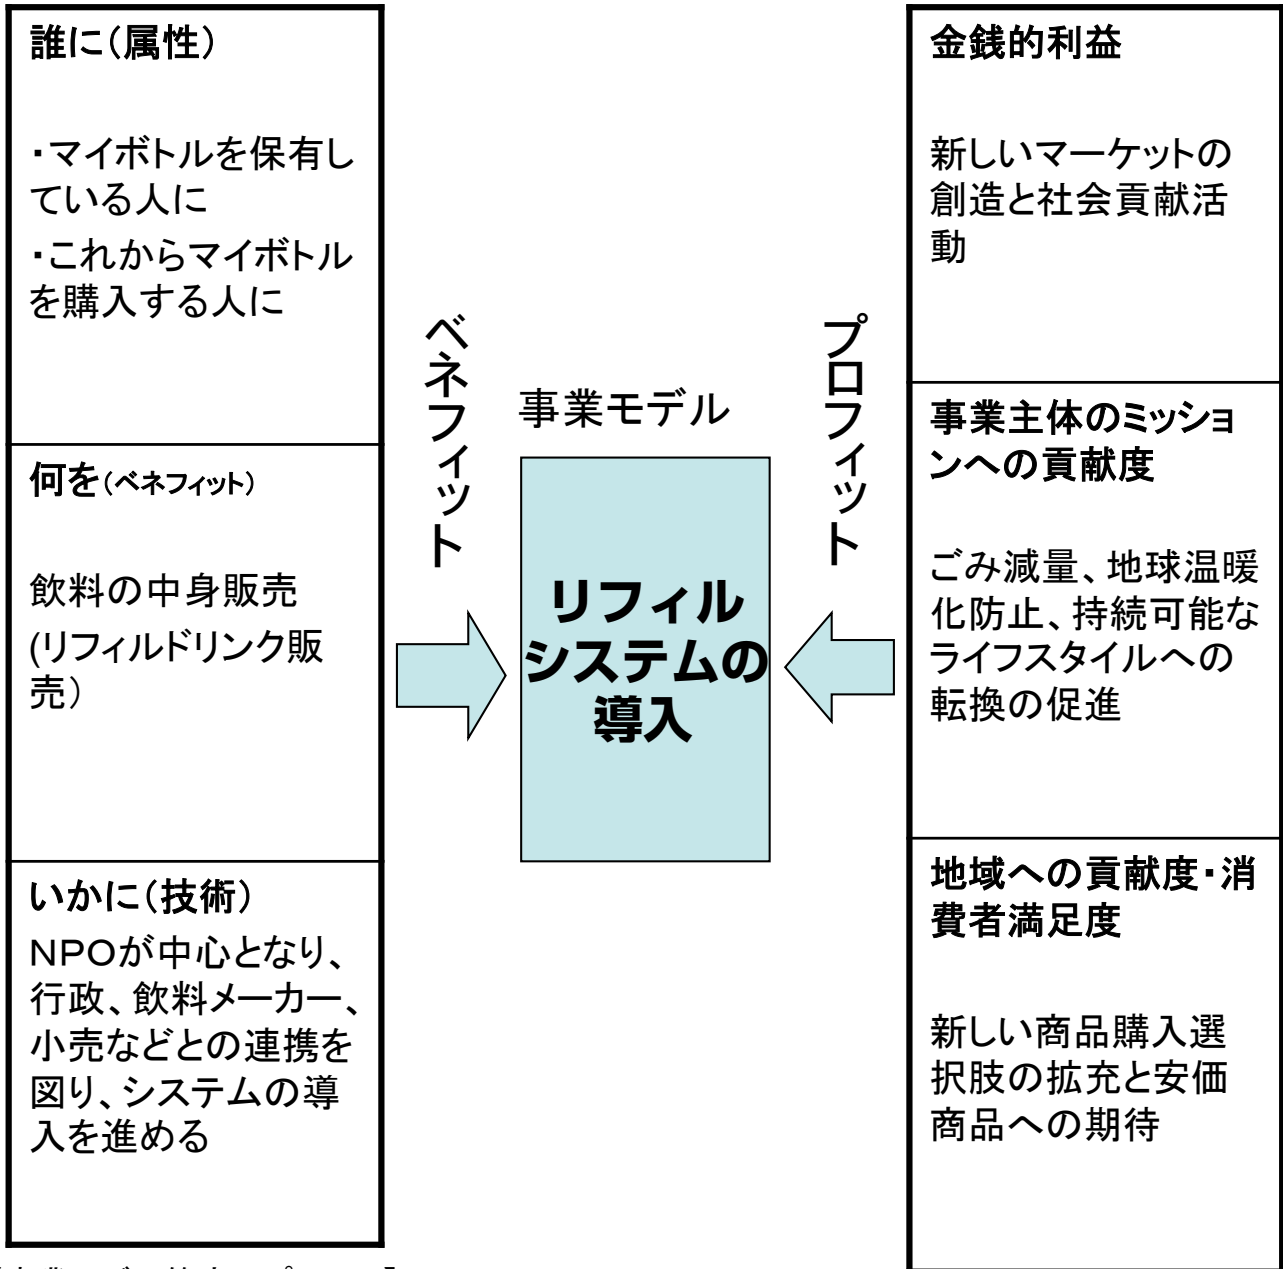 誰に（属性）
・マイボトルを保有し
ている人に
・これからマイボトル
を購入する人に
何を（ベネフィット）
飲料の中身販売
(リフィルドリンク販
売）
いかに（技術）
ＮＰＯが中心となり、
行政、飲料メーカー、
小売などとの連携を
図り、システムの導
入を進める
ベネフィット
事業モデル
リフィル
システムの
導入
プロフィット
金銭的利益
新しいマーケットの
創造と社会貢献活
動
事業主体のミッショ
ンへの貢献度
ごみ減量、地球温暖
化防止、持続可能な
ライフスタイルへの
転換の促進
地域への貢献度・消
費者満足度
新しい商品購入選
択肢の拡充と安価
商品への期待